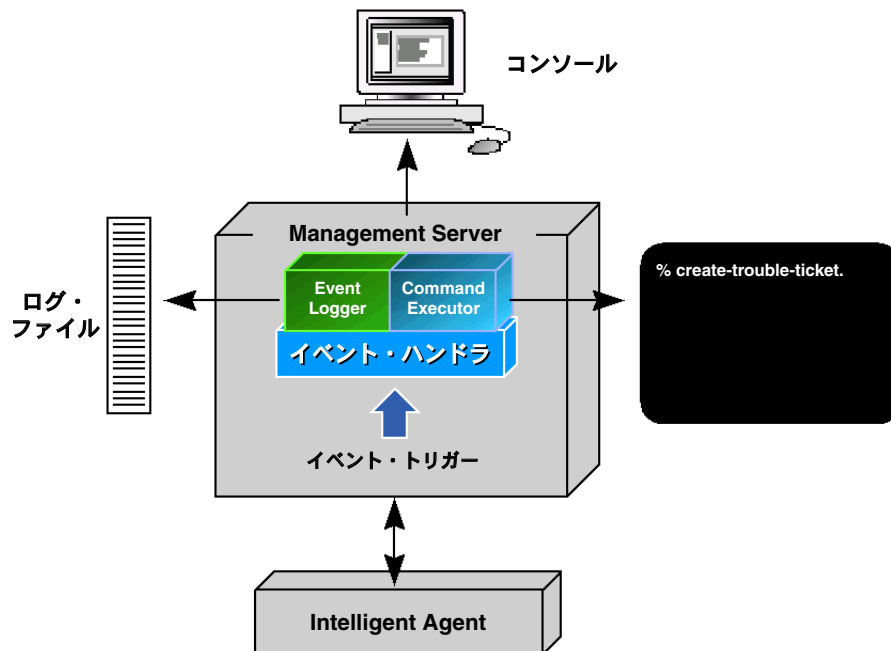 コンソール
Management Server
% create-trouble-ticket.
Event
Logger
Command
Executor
ログ・
ファイル
イベント・ハンドラ
イベント・トリガー
Intelligent Agent